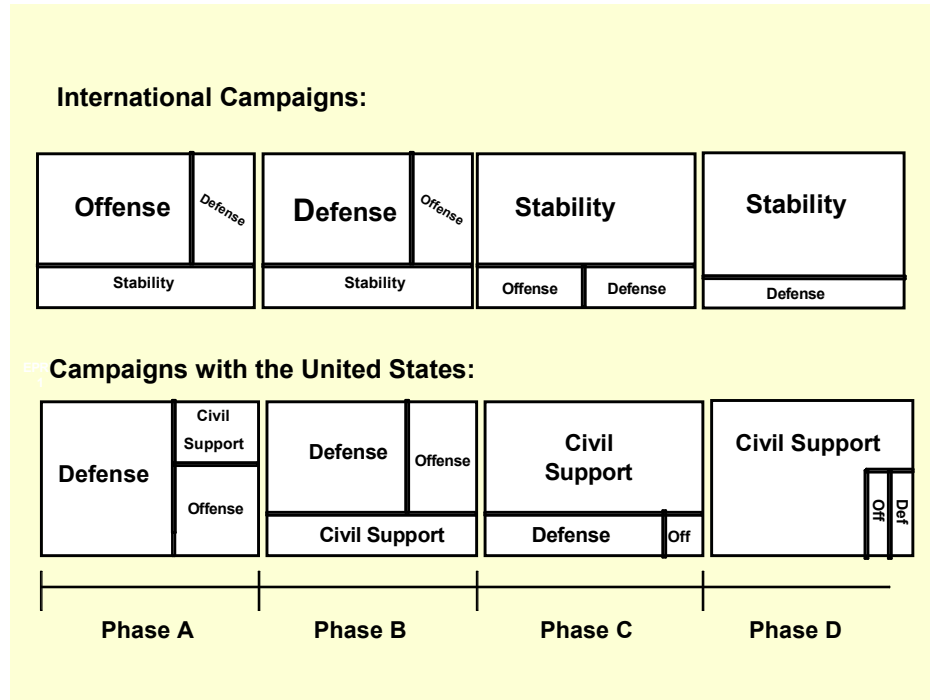 International Campaigns:
Offense
Defense
Stability
Defense
Offense
Stability
Stability
Offense
Defense
Stability
Defense
Campaigns with the United States:
Defense
Civil
Support
Offense
Defense
Offense
Civil Support
Civil
Support
Defense
Off
Civil Support
Off
Def
Phase A
Phase B
Phase C
Phase D